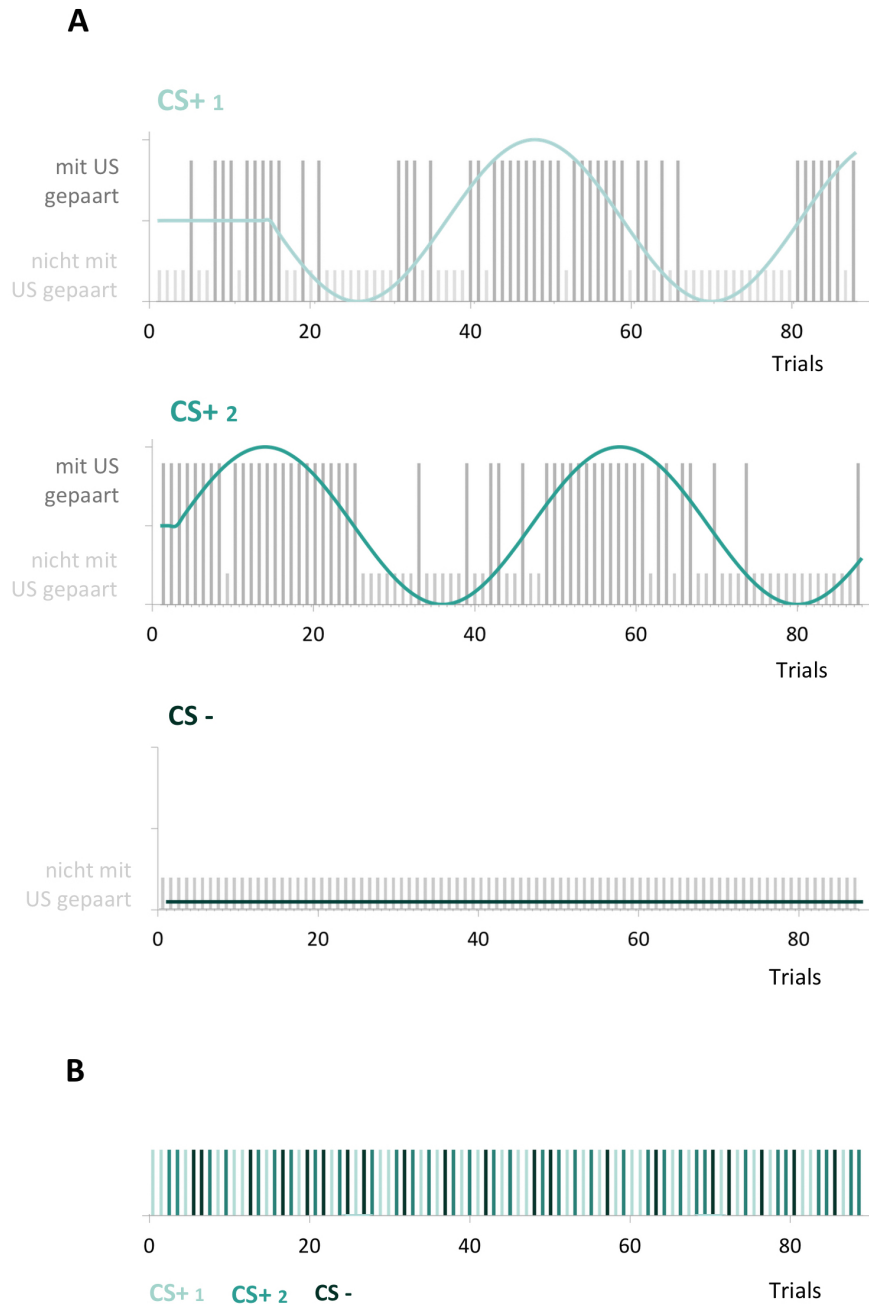 A
CS+ 1
mit US
gepaart
nicht mit
US gepaart
0 20 40 60 80
Trials
CS+ 2
mit US
gepaart
nicht mit
US gepaart
0 20 40 60 80
Trials
CS -
nicht mit
US gepaart
0 20 40 60 80
Trials
B
0 20 40 60 80
CS+ 1 CS+ 2 CS - Trials